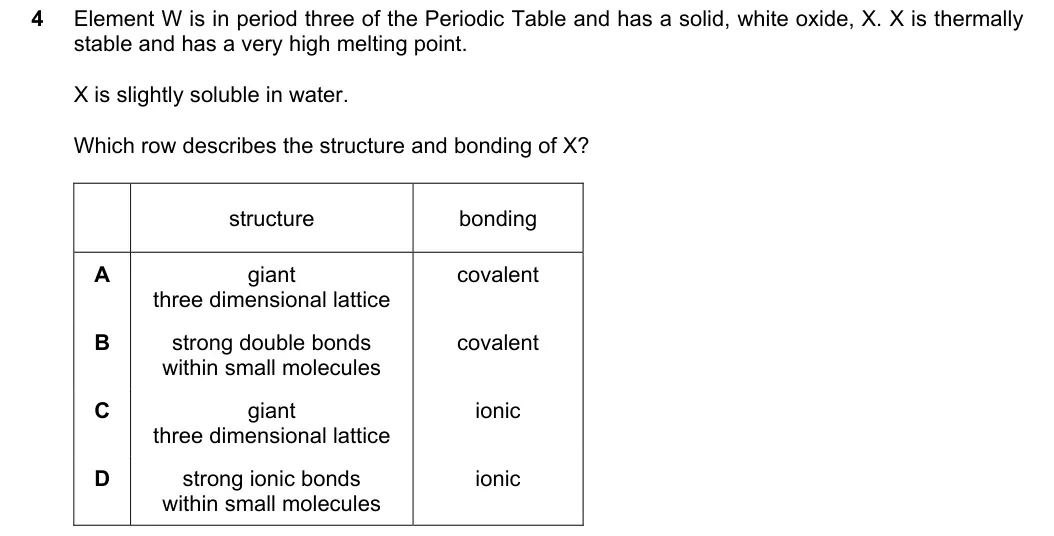 4 Element W is in period three of the Periodic Table and has a solid, white oxide, X. X is thermally
stable and has a very high melting point.
X is slightly soluble in water.
Which row describes the structure and bonding of X?
structure bonding
A giant covalent
three dimensional lattice
B strong double bonds covalent
within small molecules
C giant ionic
three dimensional lattice
D strong ionic bonds ionic
within small molecules